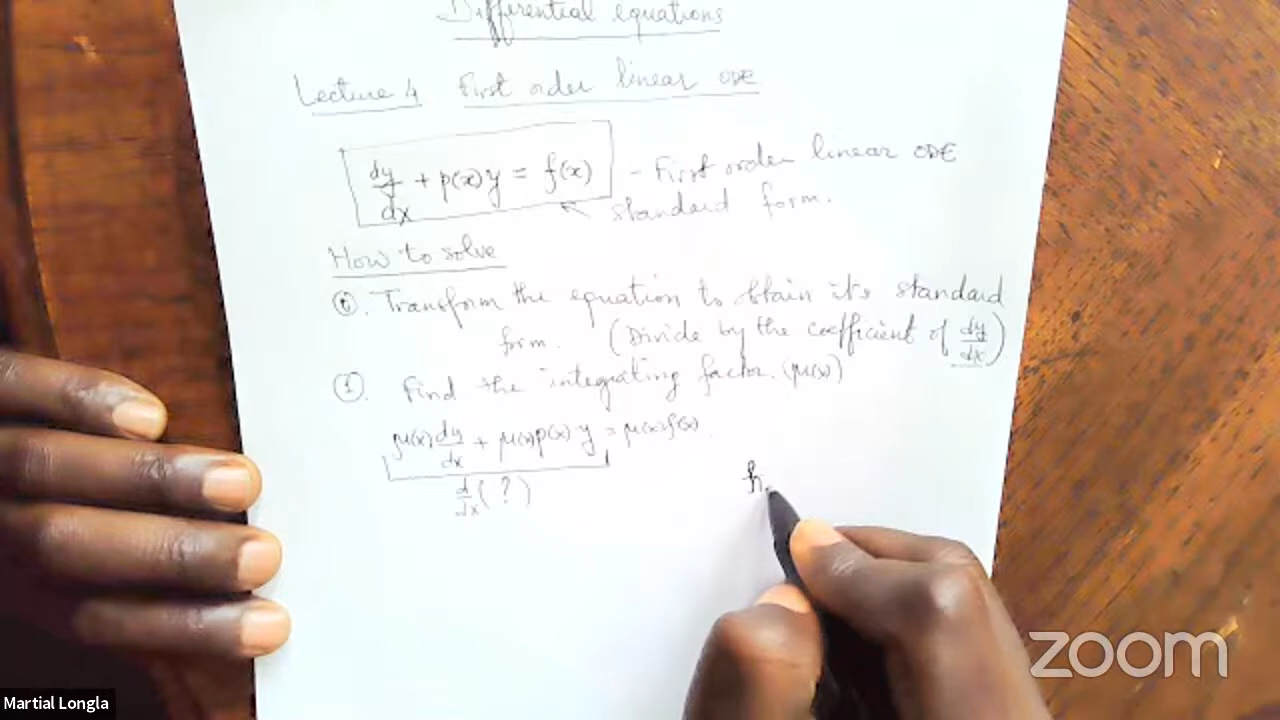 Differential equations
Lecture 4 First order linear ODE
dy/dx + p(x)y = f(x) - First order linear ODE
standard form.
How to solve
⓪. Transform the equation to obtain its standard
form. (Divide by the coefficient of dy/dx)
①. Find the integrating factor. (μ(x))
μ(x) dy/dx + μ(x)p(x) y = μ(x)f(x).
d/dx ( ? )
zoom
Martial Longla